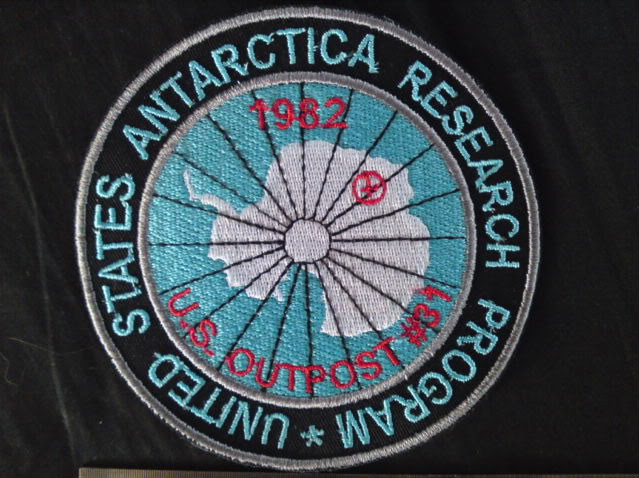 UNITED STATES ANTARCTICA RESEARCH PROGRAM *
1982
U.S. OUTPOST #31